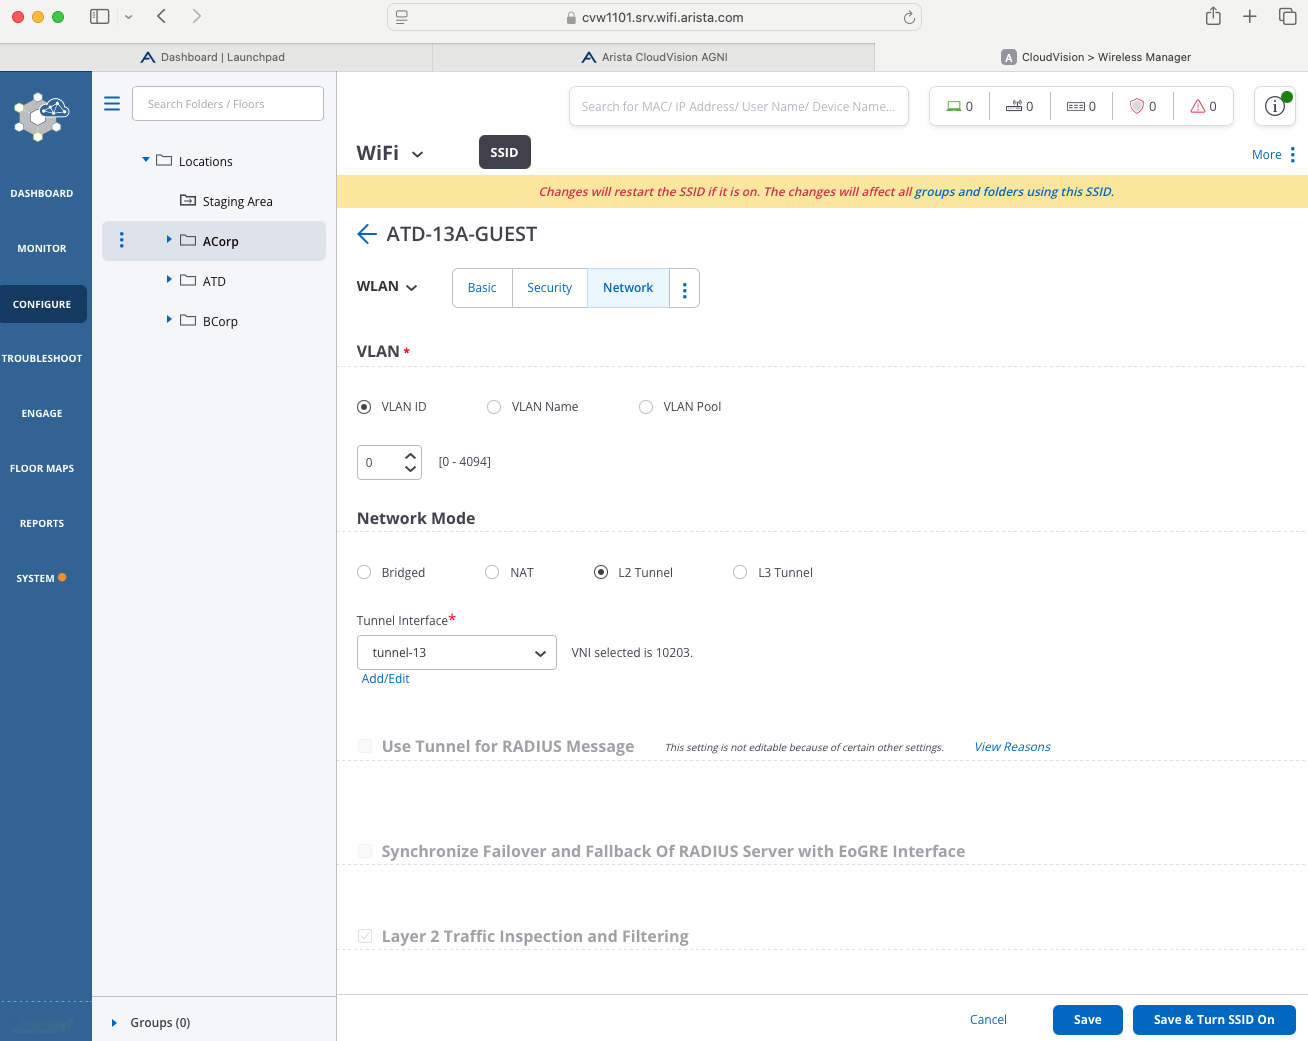 cvw1101.srv.wifi.arista.com
Dashboard | Launchpad
Arista CloudVision AGNI
A CloudVision > Wireless Manager
Search Folders / Floors
Search for MAC/ IP Address/ User Name/ Device Name...
0 0 0 0 0
Locations
Staging Area
ACorp
ATD
BCorp
Groups (0)
DASHBOARD
MONITOR
CONFIGURE
TROUBLESHOOT
ENGAGE
FLOOR MAPS
REPORTS
SYSTEM
WiFi
SSID
More
Changes will restart the SSID if it is on. The changes will affect all groups and folders using this SSID.
ATD-13A-GUEST
WLAN
Basic
Security
Network
VLAN *
VLAN ID
VLAN Name
VLAN Pool
0
[0 - 4094]
Network Mode
Bridged
NAT
L2 Tunnel
L3 Tunnel
Tunnel Interface*
tunnel-13
VNI selected is 10203.
Add/Edit
Use Tunnel for RADIUS Message
This setting is not editable because of certain other settings.
View Reasons
Synchronize Failover and Fallback Of RADIUS Server with EoGRE Interface
Layer 2 Traffic Inspection and Filtering
Cancel
Save
Save & Turn SSID On